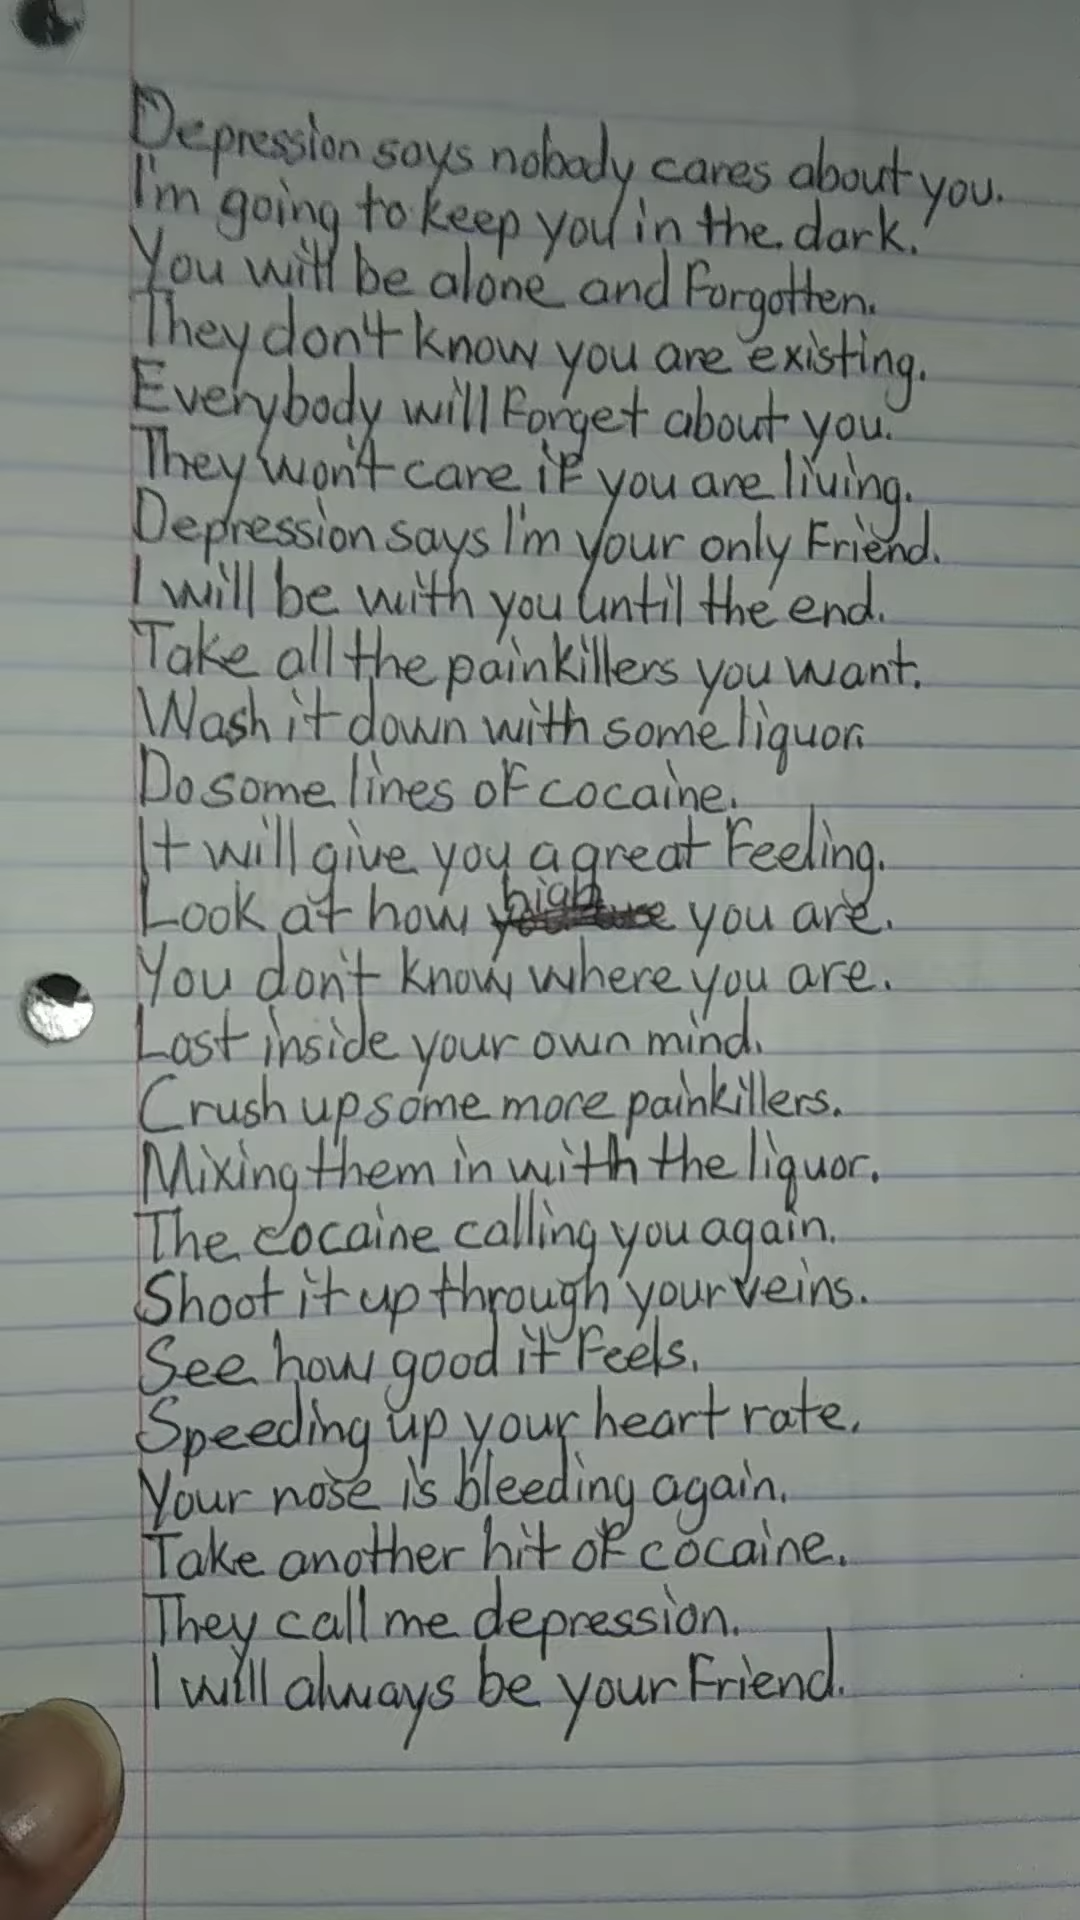 Depression says nobody cares about you.
I'm going to keep you in the dark.
You will be alone and forgotten.
They don't know you are existing.
Everybody will forget about you.
They won't care if you are living.
Depression says I'm your only friend.
I will be with you until the end.
Take all the painkillers you want.
Wash it down with some liquor.
Do some lines of cocaine.
It will give you a great feeling.
Look at how high you are.
You don't know where you are.
Lost inside your own mind.
Crush up some more painkillers.
Mixing them in with the liquor.
The cocaine calling you again.
Shoot it up through your veins.
See how good it feels.
Speeding up your heart rate.
Your nose is bleeding again.
Take another hit of cocaine.
They call me depression.
I will always be your friend.